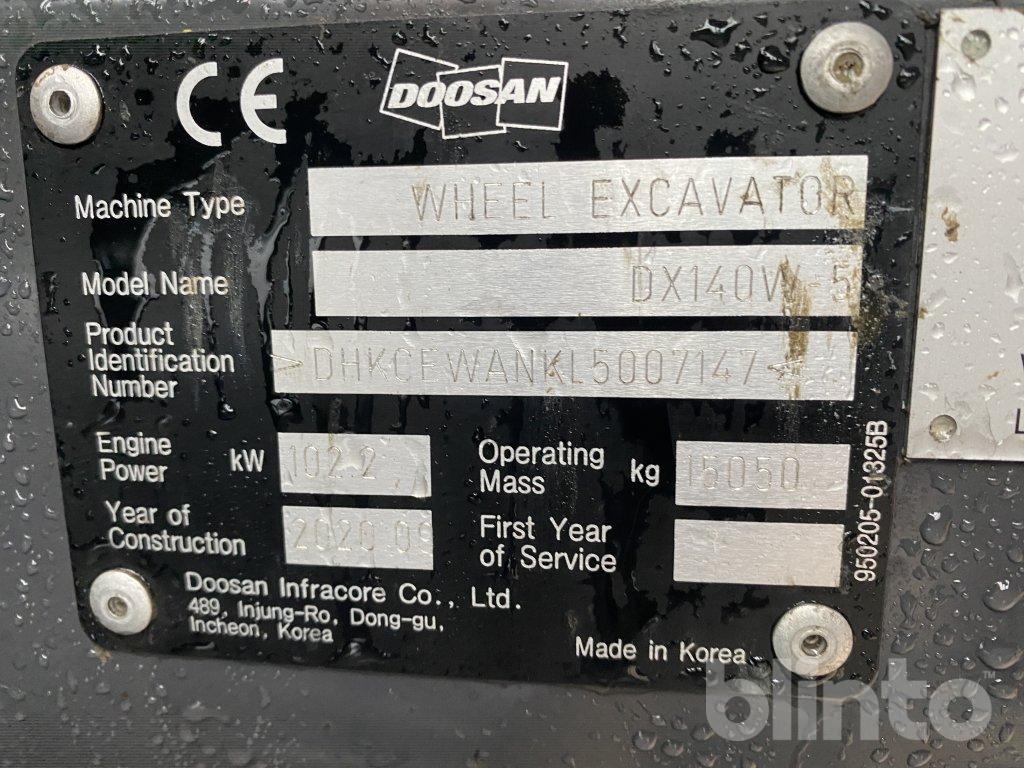 CE
DOOSAN
Machine Type WHEEL EXCAVATOR
Model Name DX140W-5
Product
Identification >DHKCFWANKL5007147<
Number
Engine
Power kW 102.2
Operating
Mass kg 15050
Year of
Construction 2020 09
First Year
of Service
Doosan Infracore Co., Ltd.
489, Injung-Ro, Dong-gu,
Incheon, Korea
Made in Korea
950205-01325B
L
blinto™